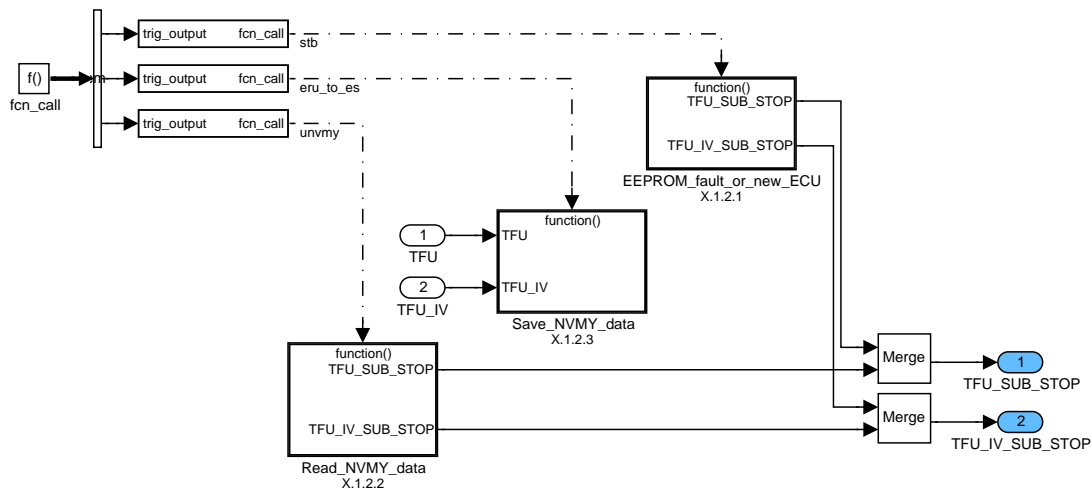 trig_output fcn_call
stb
f()
fcn_call
m
trig_output fcn_call
eru_to_es
trig_output fcn_call
unvmy
function()
TFU_SUB_STOP
TFU_IV_SUB_STOP
EEPROM_fault_or_new_ECU
X.1.2.1
function()
1
TFU
TFU
2
TFU_IV
TFU_IV
Save_NVMY_data
X.1.2.3
function()
TFU_SUB_STOP
TFU_IV_SUB_STOP
Read_NVMY_data
X.1.2.2
Merge
1
TFU_SUB_STOP
Merge
2
TFU_IV_SUB_STOP